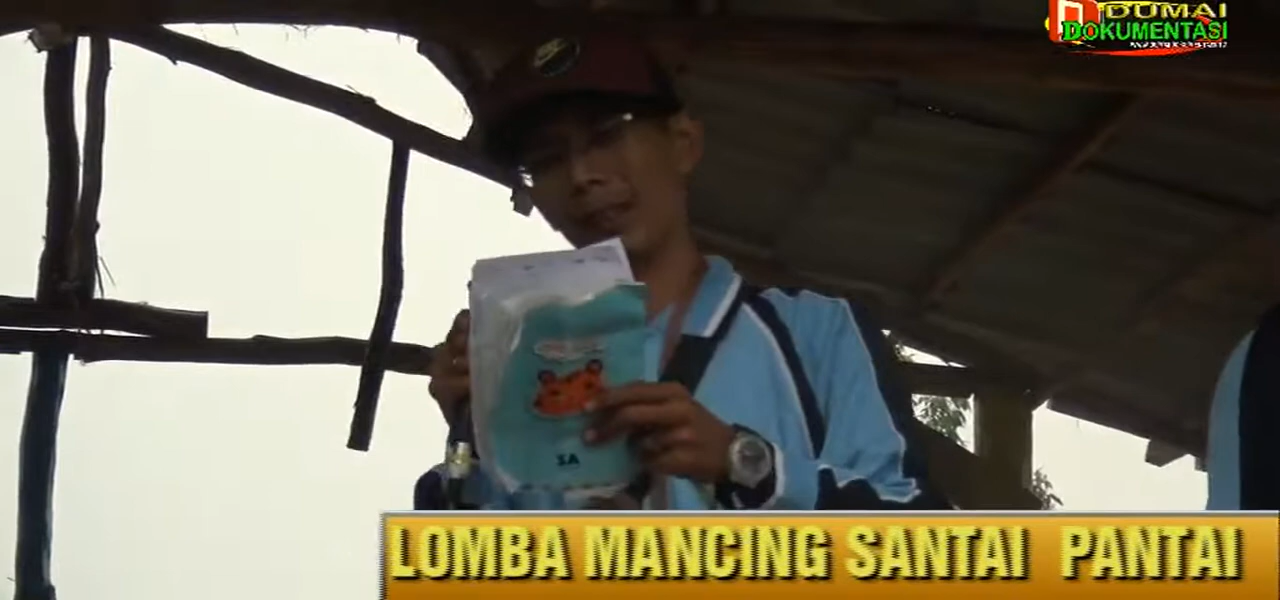 DUMAI
DOKUMENTASI
SA
LOMBA MANCING SANTAI PANTAI